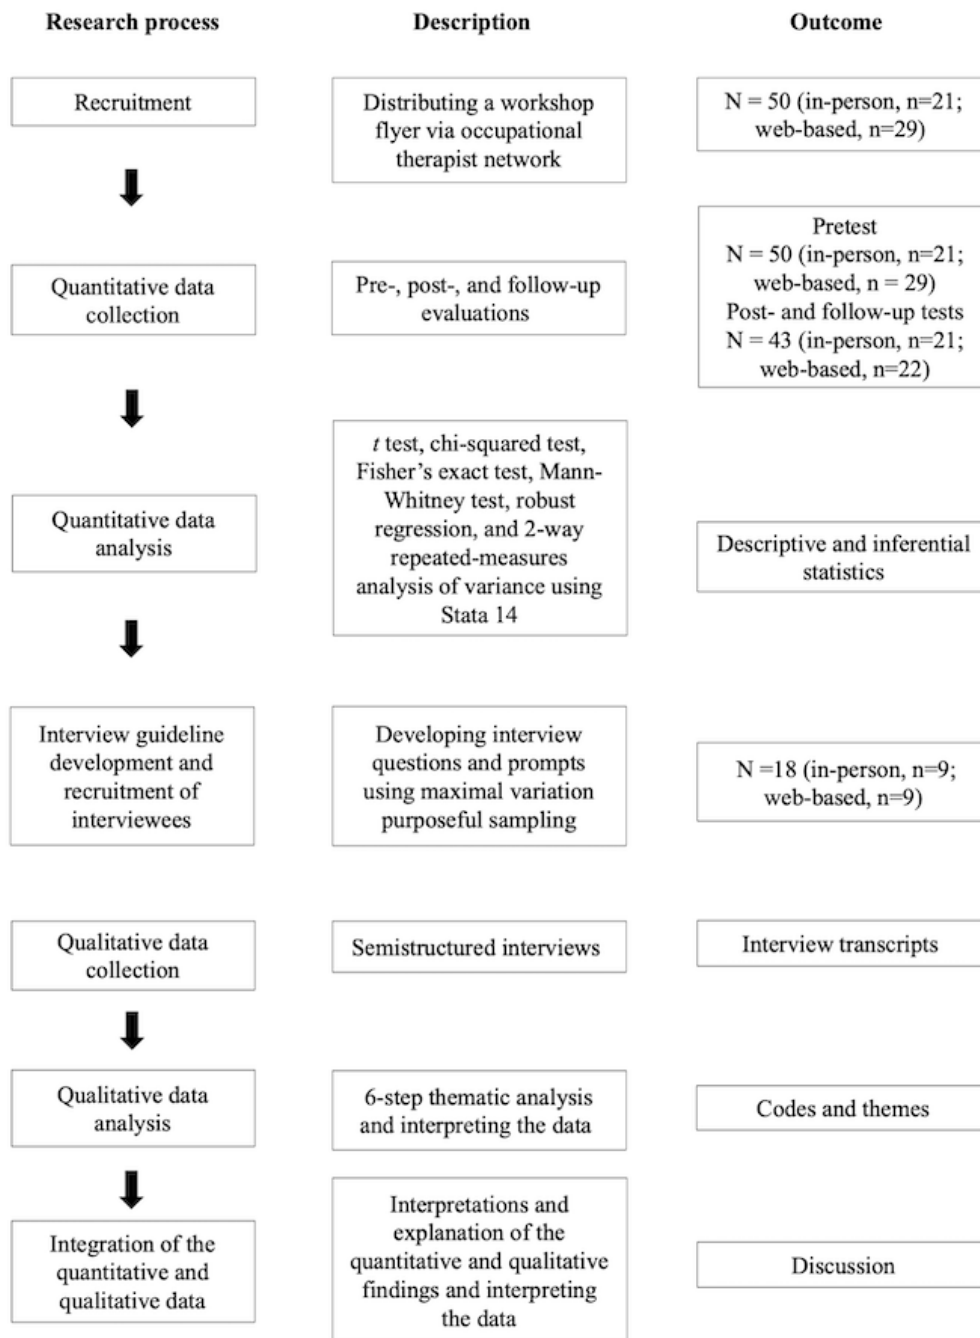 Research process
Description
Outcome
Recruitment
Distributing a workshop
flyer via occupational
therapist network
N = 50 (in-person, n=21;
web-based, n=29)
Quantitative data
collection
Pre-, post-, and follow-up
evaluations
Pretest
N = 50 (in-person, n=21;
web-based, n = 29)
Post- and follow-up tests
N = 43 (in-person, n=21;
web-based, n=22)
Quantitative data
analysis
t test, chi-squared test,
Fisher’s exact test, Mann-
Whitney test, robust
regression, and 2-way
repeated-measures
analysis of variance using
Stata 14
Descriptive and inferential
statistics
Interview guideline
development and
recruitment of
interviewees
Developing interview
questions and prompts
using maximal variation
purposeful sampling
N =18 (in-person, n=9;
web-based, n=9)
Qualitative data
collection
Semistructured interviews
Interview transcripts
Qualitative data
analysis
6-step thematic analysis
and interpreting the data
Codes and themes
Integration of the
quantitative and
qualitative data
Interpretations and
explanation of the
quantitative and qualitative
findings and interpreting
the data
Discussion